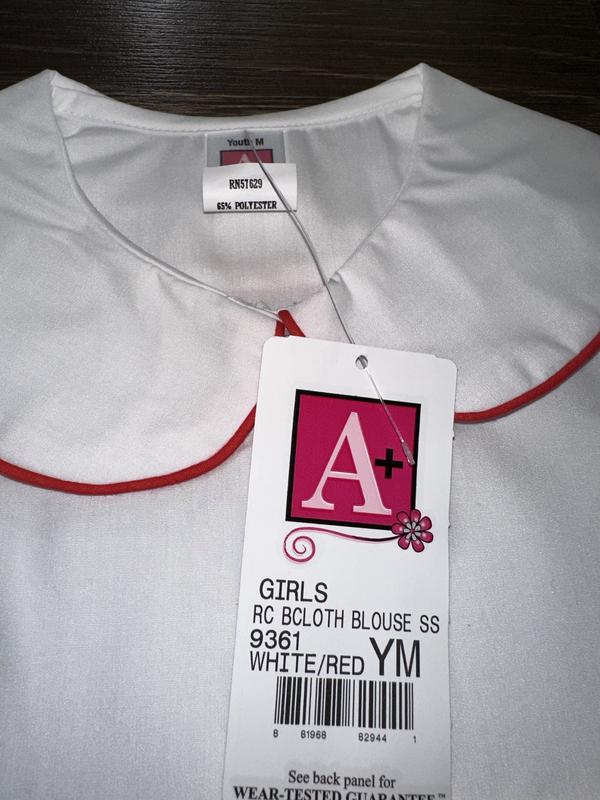 Youth M
RN57629
65% POLYESTER
A+
GIRLS
RC BCLOTH BLOUSE SS
9361
WHITE/RED YM
8 81968 82944 1
See back panel for
WEAR-TESTED GUARANTEE™